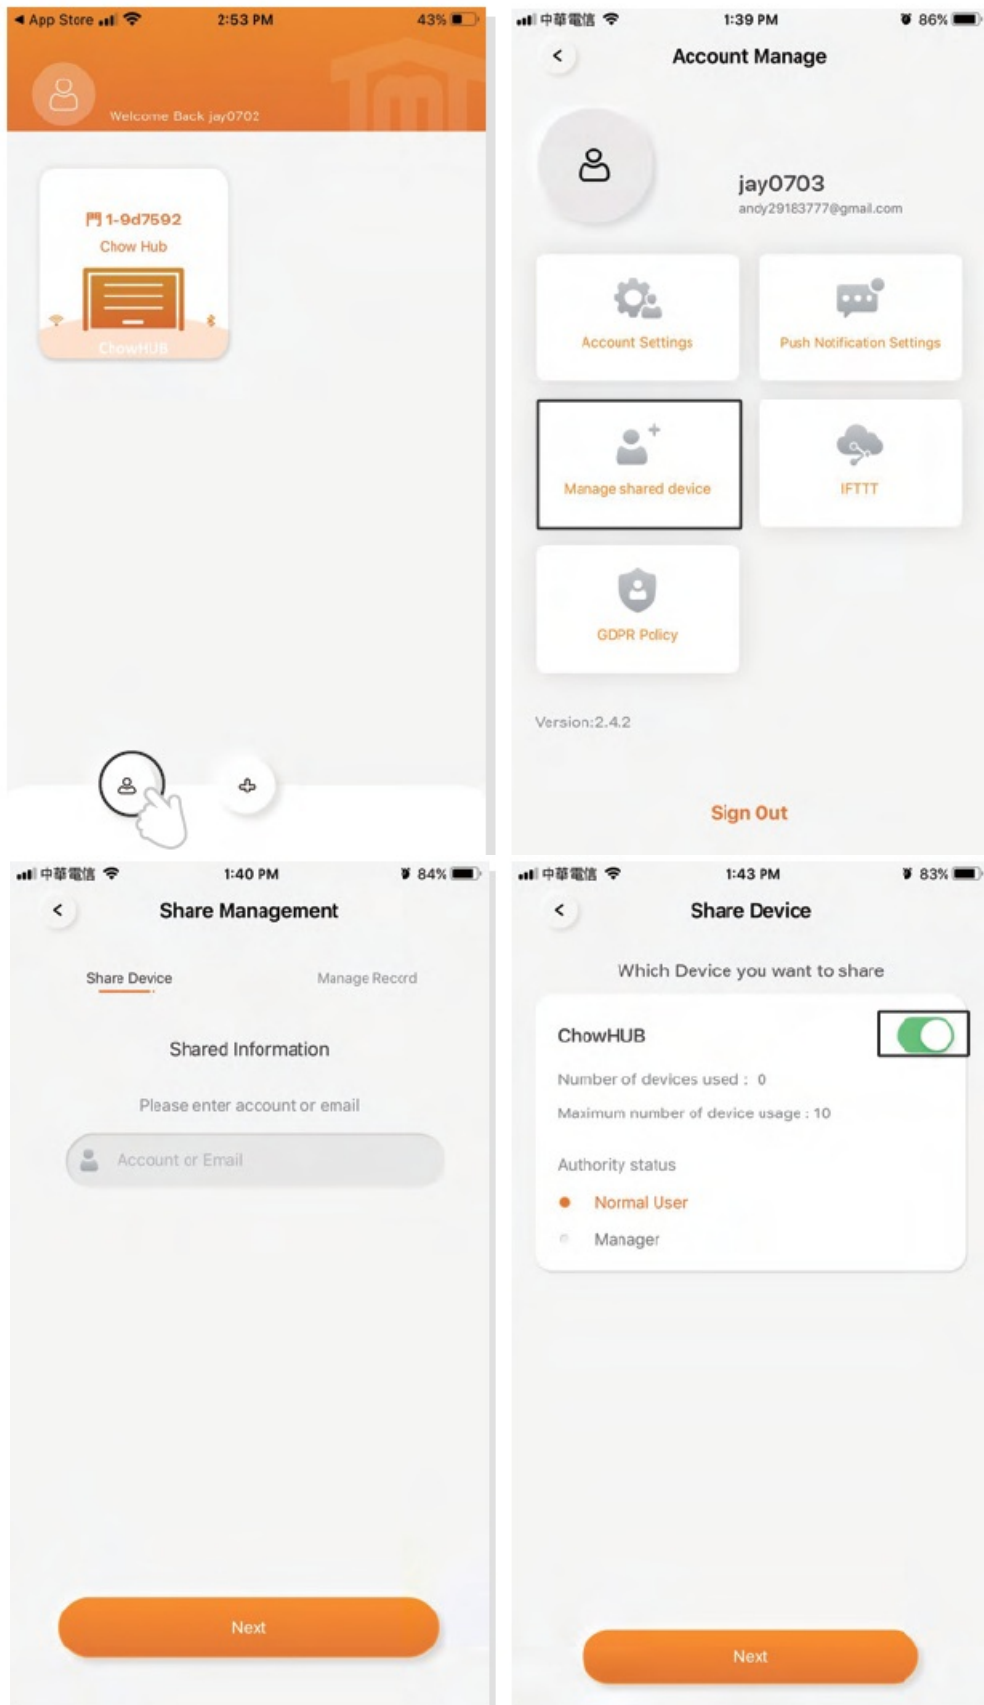 App Store 2:53 PM 43%
Welcome Back jay0702
門 1-9d7592
Chow Hub
ChowHUB
中華電信 1:39 PM 86%
Account Manage
jay0703
andy29183777@gmail.com
Account Settings
Push Notification Settings
Manage shared device
IFTTT
GDPR Policy
Version:2.4.2
Sign Out
中華電信 1:40 PM 84%
Share Management
Share Device
Manage Record
Shared Information
Please enter account or email
Account or Email
Next
中華電信 1:43 PM 83%
Share Device
Which Device you want to share
ChowHUB
Number of devices used : 0
Maximum number of device usage : 10
Authority status
Normal User
Manager
Next